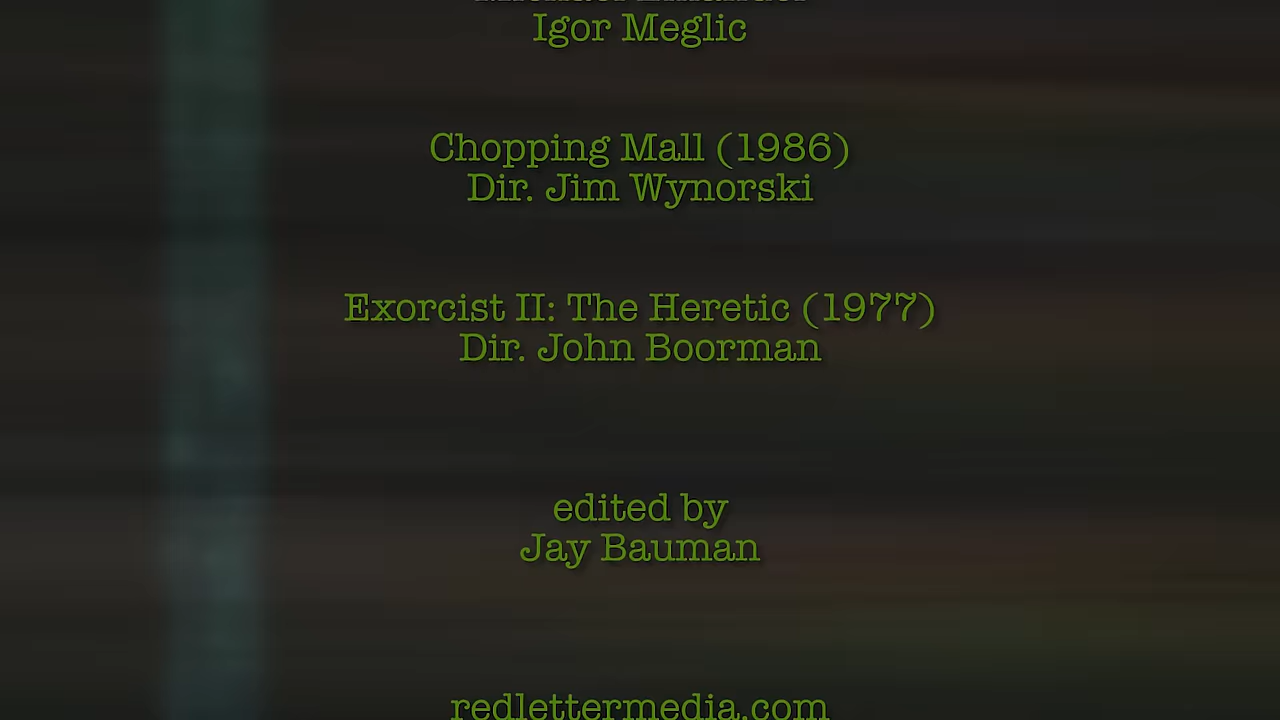 Igor Meglic
Chopping Mall (1986)
Dir. Jim Wynorski
Exorcist II: The Heretic (1977)
Dir. John Boorman
edited by
Jay Bauman
redlettermedia.com